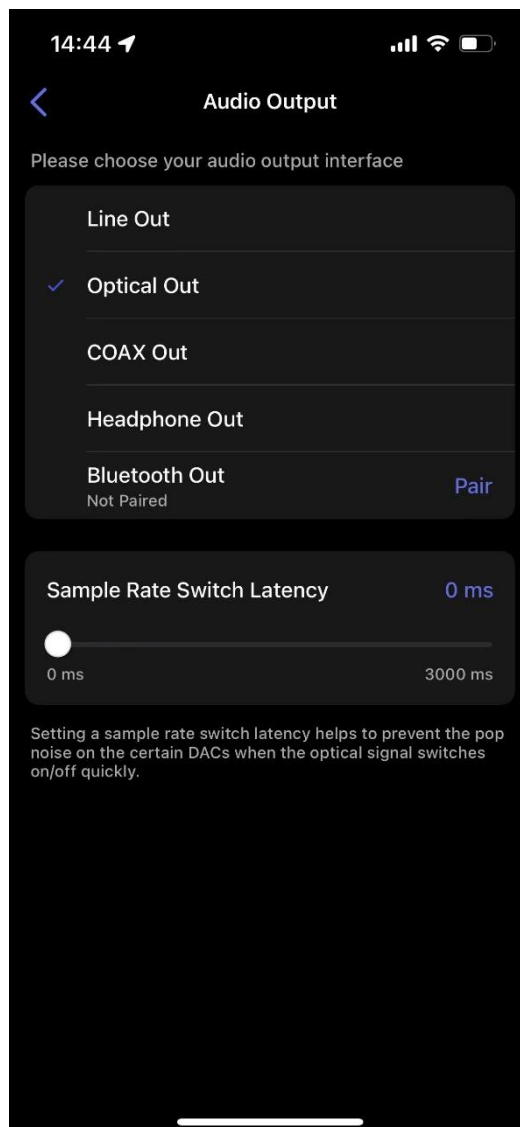 14:44
Audio Output
Please choose your audio output interface
Line Out
Optical Out
COAX Out
Headphone Out
Bluetooth Out
Not Paired
Pair
Sample Rate Switch Latency
0 ms
0 ms
3000 ms
Setting a sample rate switch latency helps to prevent the pop
noise on the certain DACs when the optical signal switches
on/off quickly.